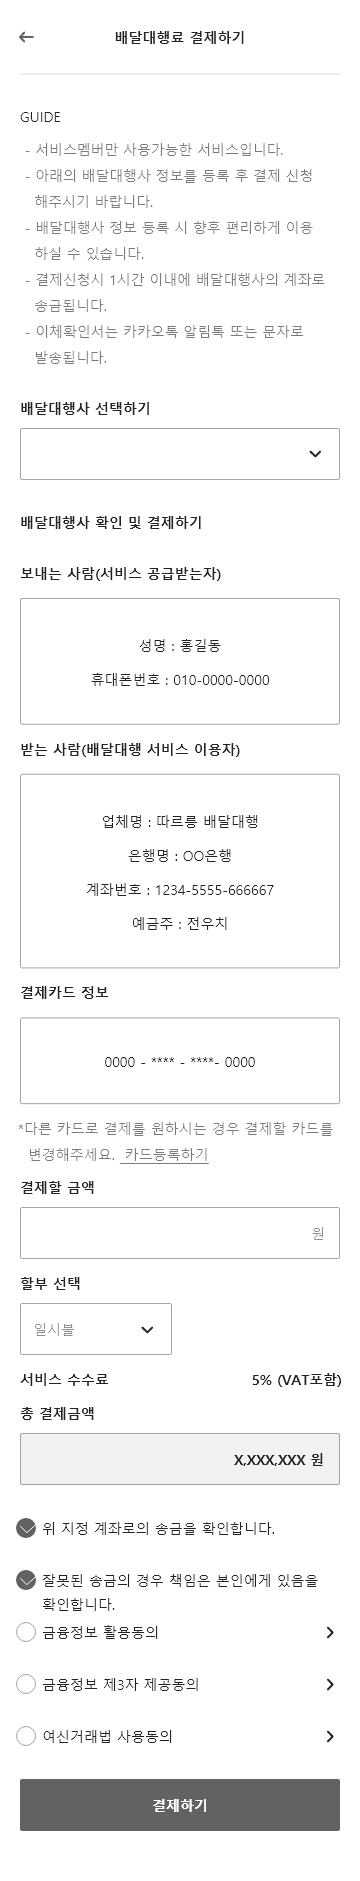 배달대행료 결제하기
GUIDE
- 서비스멤버만 사용가능한 서비스입니다.
- 아래의 배달대행사 정보를 등록 후 결제 신청
해주시기 바랍니다.
- 배달대행사 정보 등록 시 향후 편리하게 이용
하실 수 있습니다.
- 결제신청시 1시간 이내에 배달대행사의 계좌로
송금됩니다.
- 이체확인서는 카카오톡 알림톡 또는 문자로
발송됩니다.
배달대행사 선택하기
배달대행사 확인 및 결제하기
보내는 사람(서비스 공급받는자)
성명 : 홍길동
휴대폰번호 : 010-0000-0000
받는 사람(배달대행 서비스 이용자)
업체명 : 따르릉 배달대행
은행명 : OO은행
계좌번호 : 1234-5555-666667
예금주 : 전우치
결제카드 정보
0000 - **** - ****- 0000
*다른 카드로 결제를 원하시는 경우 결제할 카드를
변경해주세요. 카드등록하기
결제할 금액
원
할부 선택
일시불
서비스 수수료 5% (VAT포함)
총 결제금액
X,XXX,XXX 원
위 지정 계좌로의 송금을 확인합니다.
잘못된 송금의 경우 책임은 본인에게 있음을
확인합니다.
금융정보 활용동의
금융정보 제3자 제공동의
여신거래법 사용동의
결제하기